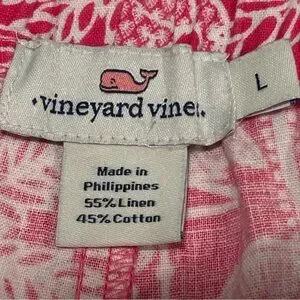 vineyard vines
L
Made in
Philippines
55% Linen
45% Cotton